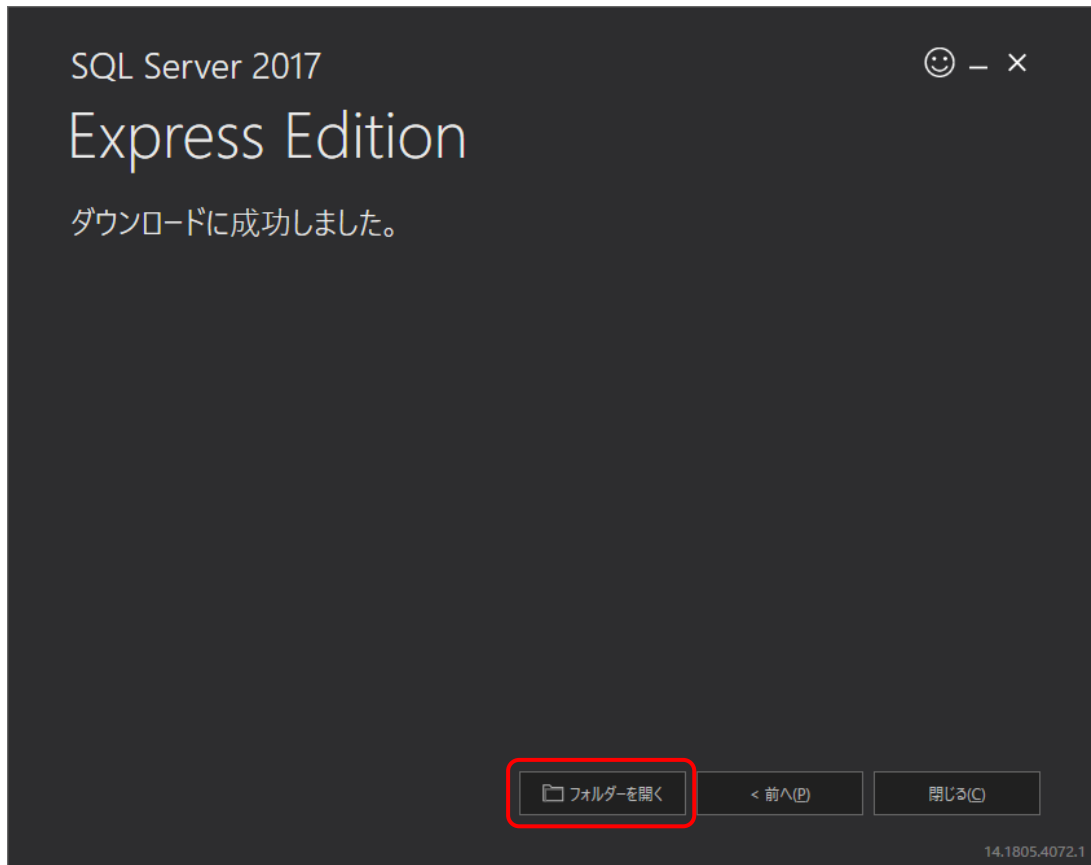 SQL Server 2017
Express Edition
ダウンロードに成功しました。
フォルダーを開く
< 前へ(P)
閉じる(C)
14.1805.4072.1